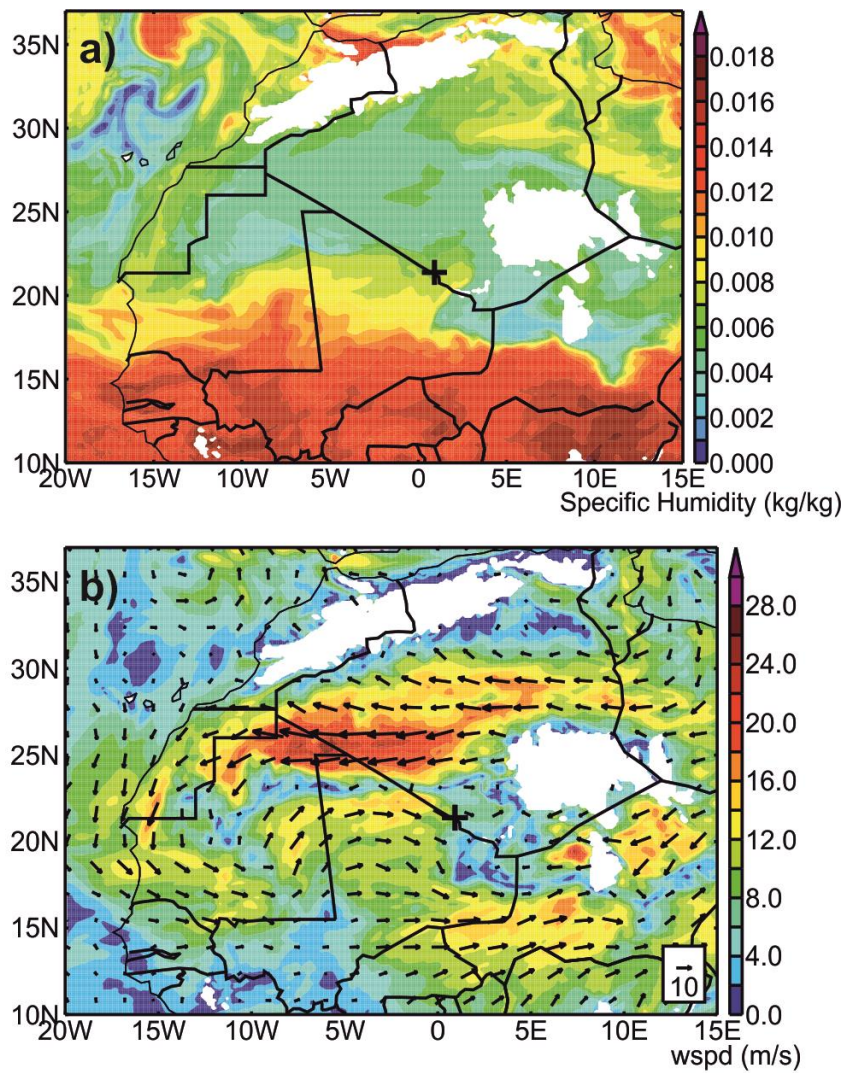 a)
35N
30N
25N
20N
15N
10N
20W 15W 10W 5W 0 5E 10E 15E
0.018
0.016
0.014
0.012
0.010
0.008
0.006
0.004
0.002
0.000
Specific Humidity (kg/kg)
b)
35N
30N
25N
20N
15N
10N
20W 15W 10W 5W 0 5E 10E 15E
10
28.0
24.0
20.0
16.0
12.0
8.0
4.0
0.0
wspd (m/s)